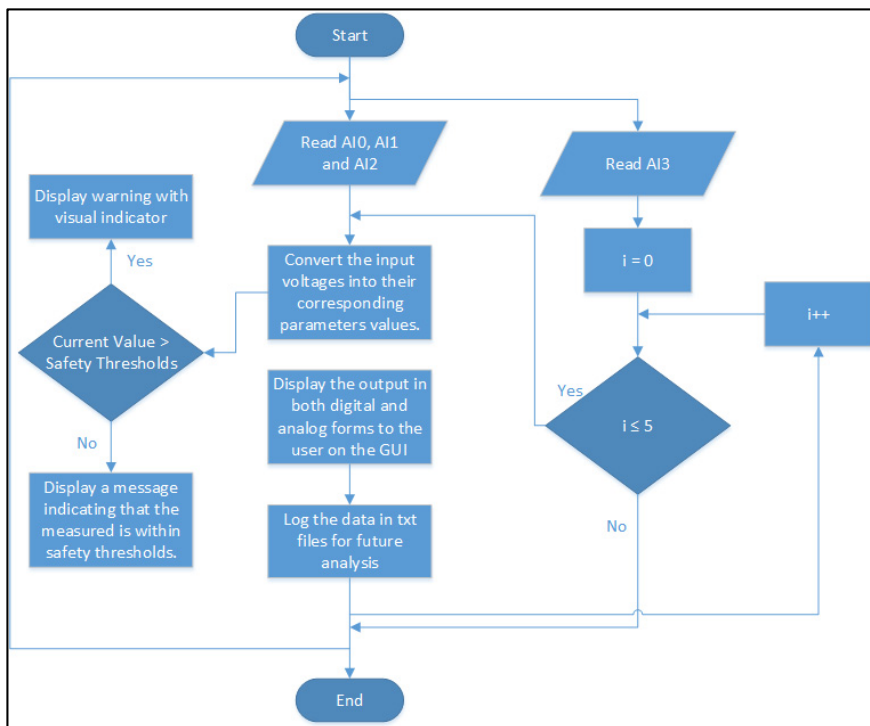 Start
Read AI0, AI1
and AI2
Read AI3
Display warning with
visual indicator
Yes
Convert the input
voltages into their
corresponding
parameters values.
i = 0
i++
Current Value >
Safety Thresholds
Display the output in
both digital and
analog forms to the
user on the GUI
Yes
i ≤ 5
No
Display a message
indicating that the
measured is within
safety thresholds.
Log the data in txt
files for future
analysis
No
End